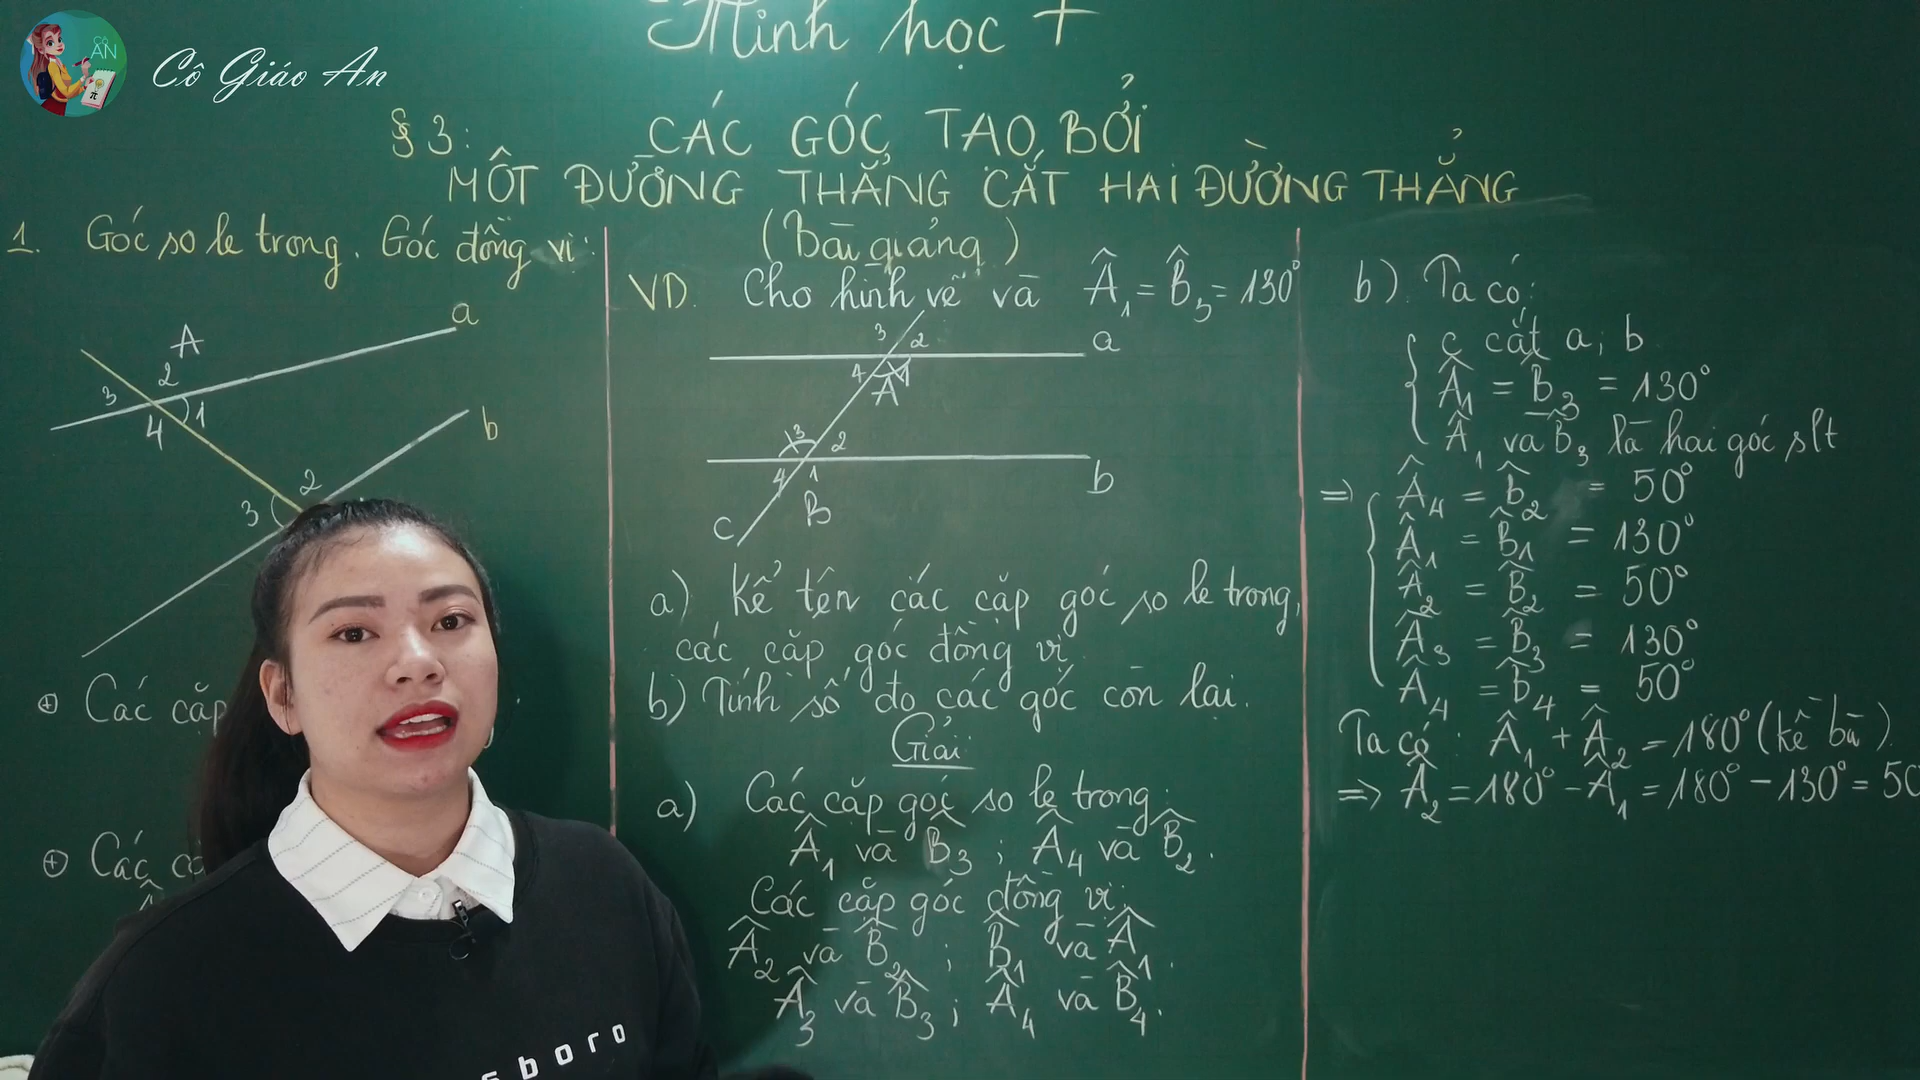 CÔ AN
Cô Giáo An
Mình học +
§ 3: CÁC GÓC TẠO BỞI
MỘT ĐƯỜNG THẲNG CẮT HAI ĐƯỜNG THẲNG
(Bài giảng)
1. Góc so le trong. Góc đồng vị:
A
a
2
3
1
4
b
2
3
⊕ Các cặp
⊕ Các
VD. Cho hình vẽ và Â₁ = B̂₃ = 130°
3 2 a
4 1
A
3 2
4 1 b
B
c
a) Kể tên các cặp góc so le trong,
các cặp góc đồng vị
b) Tính số đo các góc còn lại.
Giải:
a) Các cặp góc so le trong:
Â₁ và B̂₃ ; Â₄ và B̂₂.
Các cặp góc đồng vị:
Â₂ và B̂₂ ; B̂₁ và Â₁.
Â₃ và B̂₃ ; Â₄ và B̂₄.
b). Ta có:
c cắt a; b
Â₁ = B̂₃ = 130°
Â₁ và B̂₃ là hai góc slt
=> Â₄ = b̂₂ = 50°
Â₁ = B̂₁ = 130°
Â₂ = B̂₂ = 50°
Â₃ = B̂₃ = 130°
Â₄ = b̂₄ = 50°
Ta có: Â₁ + Â₂ = 180° (kề bù).
=> Â₂ = 180° - Â₁ = 180° - 130° = 50
sboro